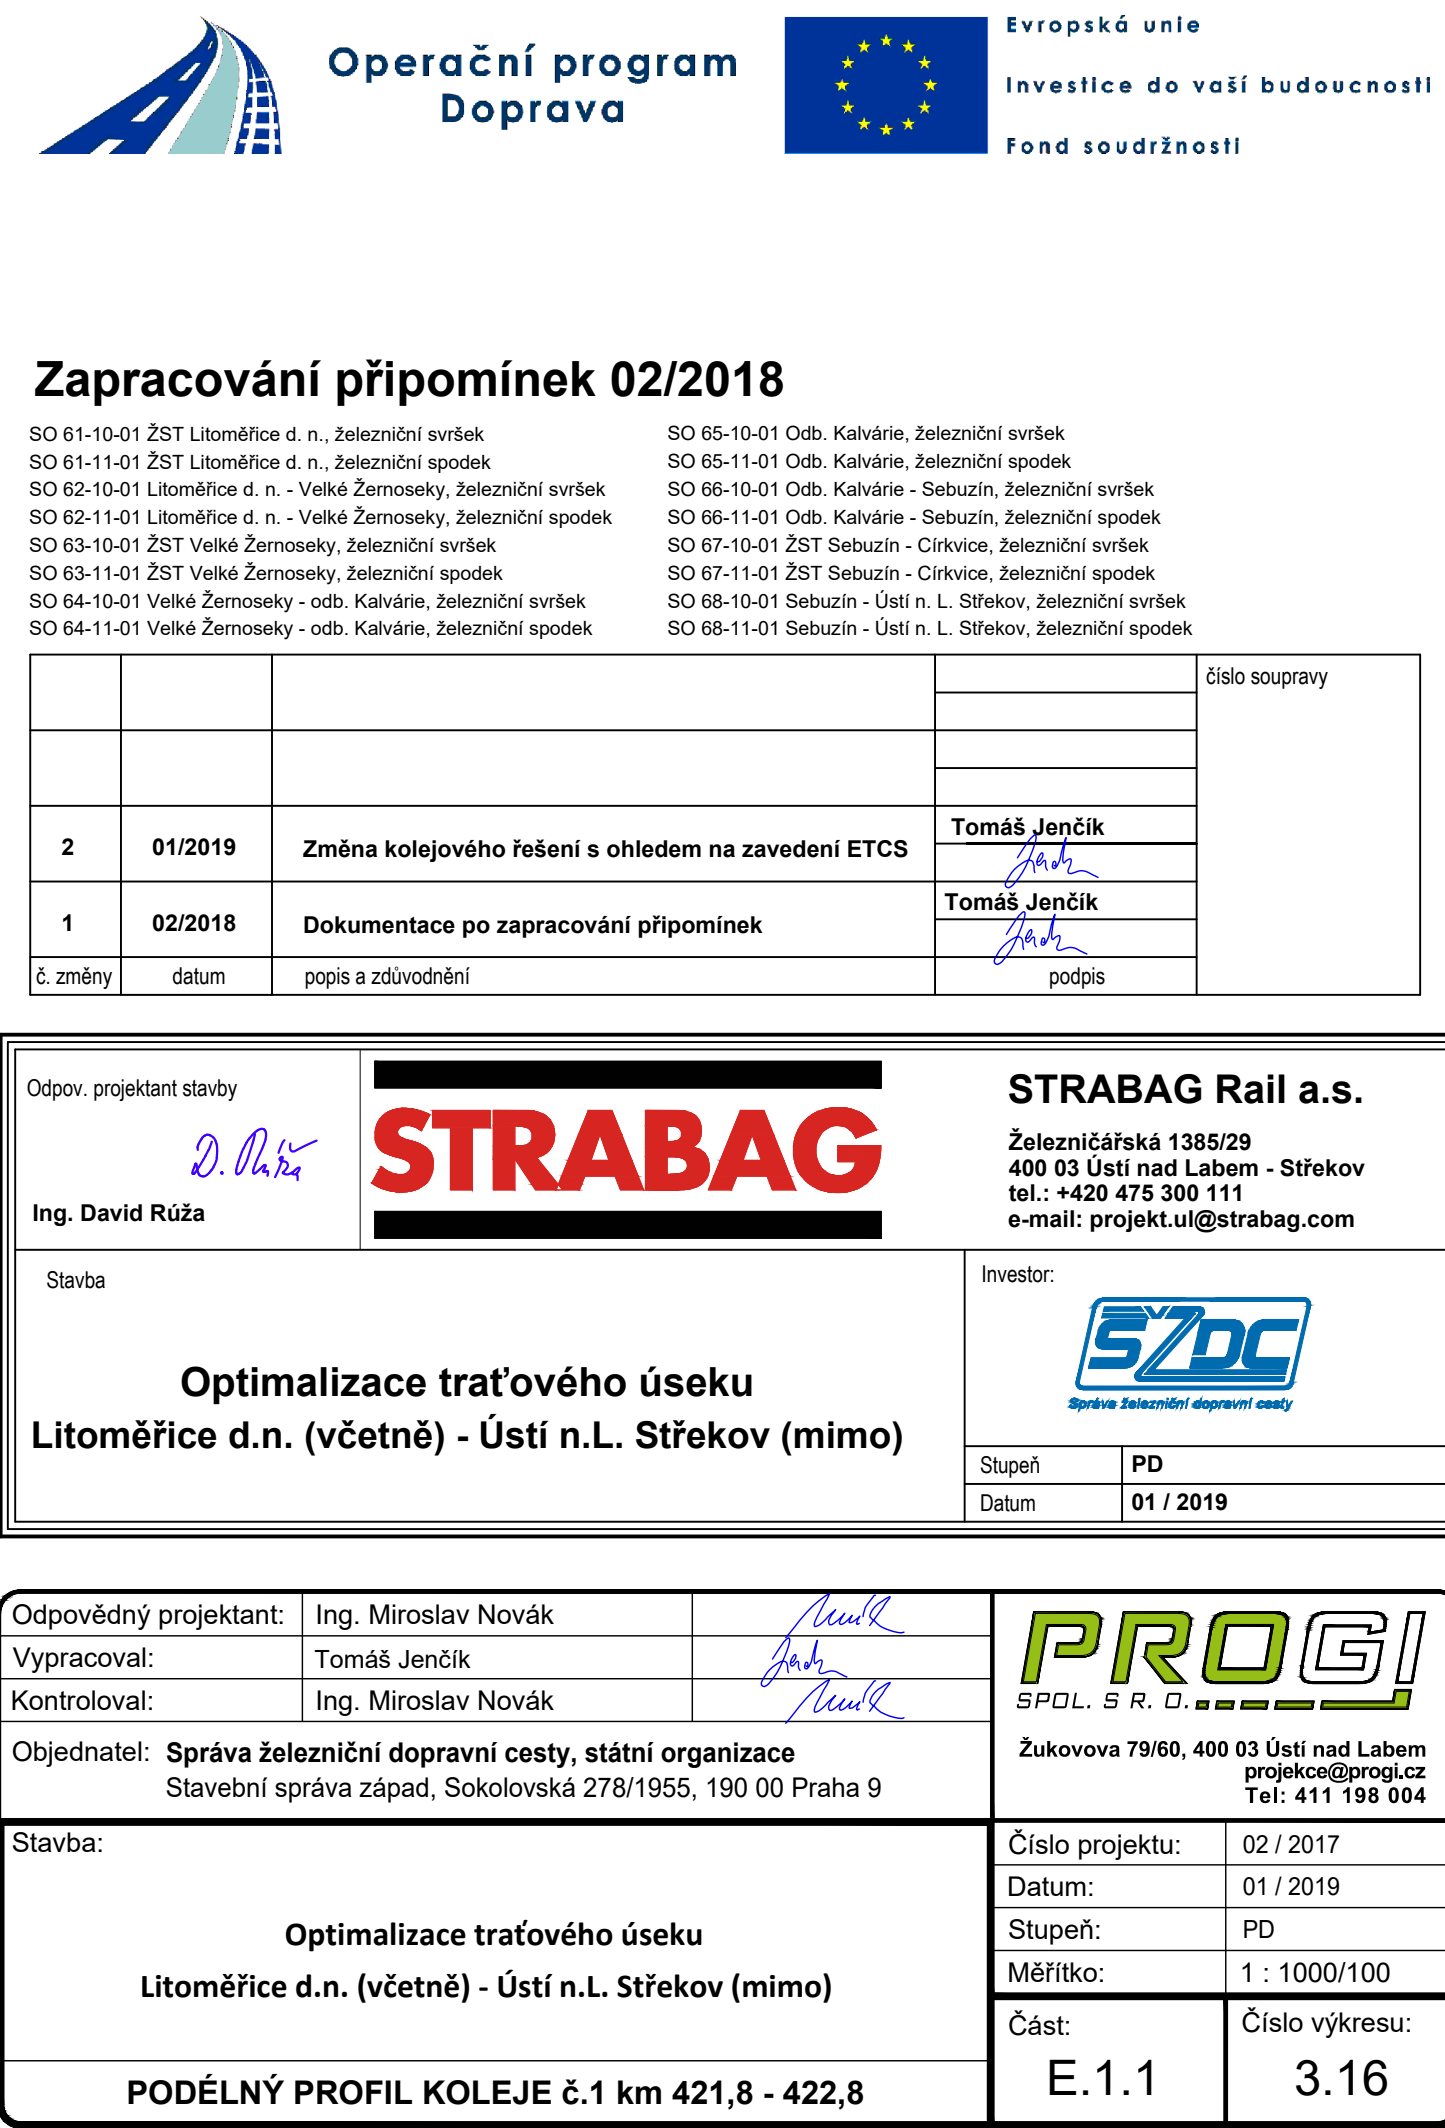 Operační program
Doprava
Evropská unie
Investice do vaší budoucnosti
Fond soudržnosti
Zapracování připomínek 02/2018
SO 61-10-01 ŽST Litoměřice d. n., železniční svršek
SO 61-11-01 ŽST Litoměřice d. n., železniční spodek
SO 62-10-01 Litoměřice d. n. - Velké Žernoseky, železniční svršek
SO 62-11-01 Litoměřice d. n. - Velké Žernoseky, železniční spodek
SO 63-10-01 ŽST Velké Žernoseky, železniční svršek
SO 63-11-01 ŽST Velké Žernoseky, železniční spodek
SO 64-10-01 Velké Žernoseky - odb. Kalvárie, železniční svršek
SO 64-11-01 Velké Žernoseky - odb. Kalvárie, železniční spodek
SO 65-10-01 Odb. Kalvárie, železniční svršek
SO 65-11-01 Odb. Kalvárie, železniční spodek
SO 66-10-01 Odb. Kalvárie - Sebuzín, železniční svršek
SO 66-11-01 Odb. Kalvárie - Sebuzín, železniční spodek
SO 67-10-01 ŽST Sebuzín - Církvice, železniční svršek
SO 67-11-01 ŽST Sebuzín - Církvice, železniční spodek
SO 68-10-01 Sebuzín - Ústí n. L. Střekov, železniční svršek
SO 68-11-01 Sebuzín - Ústí n. L. Střekov, železniční spodek
číslo soupravy
2 01/2019 Změna kolejového řešení s ohledem na zavedení ETCS Tomáš Jenčík
1 02/2018 Dokumentace po zapracování připomínek Tomáš Jenčík
č. změny datum popis a zdůvodnění podpis
Odpov. projektant stavby
D. Růža
Ing. David Rúža
STRABAG
STRABAG Rail a.s.
Železničářská 1385/29
400 03 Ústí nad Labem - Střekov
tel.: +420 475 300 111
e-mail: projekt.ul@strabag.com
Stavba
Optimalizace traťového úseku
Litoměřice d.n. (včetně) - Ústí n.L. Střekov (mimo)
Investor:
SŽDC
Správa železniční dopravní cesty
Stupeň PD
Datum 01 / 2019
Odpovědný projektant: Ing. Miroslav Novák
Vypracoval: Tomáš Jenčík
Kontroloval: Ing. Miroslav Novák
Objednatel: Správa železniční dopravní cesty, státní organizace
Stavební správa západ, Sokolovská 278/1955, 190 00 Praha 9
PROGI
SPOL. S R. O.
Žukovova 79/60, 400 03 Ústí nad Labem
projekce@progi.cz
Tel: 411 198 004
Stavba:
Optimalizace traťového úseku
Litoměřice d.n. (včetně) - Ústí n.L. Střekov (mimo)
PODÉLNÝ PROFIL KOLEJE č.1 km 421,8 - 422,8
Číslo projektu: 02 / 2017
Datum: 01 / 2019
Stupeň: PD
Měřítko: 1 : 1000/100
Část:
E.1.1
Číslo výkresu:
3.16